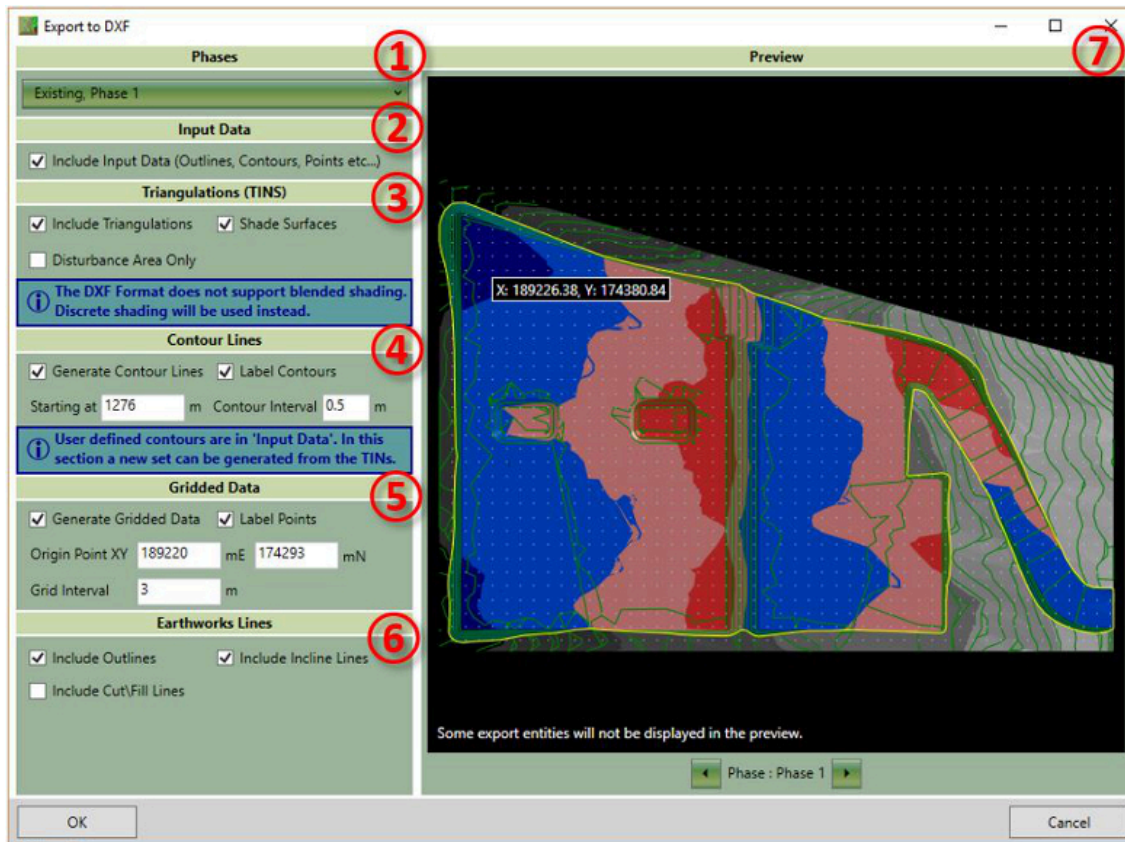 Export to DXF
Phases
1
Existing, Phase 1
2
Input Data
Include Input Data (Outlines, Contours, Points etc...)
3
Triangulations (TINS)
Include Triangulations Shade Surfaces
Disturbance Area Only
The DXF Format does not support blended shading.
Discrete shading will be used instead.
4
Contour Lines
Generate Contour Lines Label Contours
Starting at 1276 m Contour Interval 0.5 m
User defined contours are in 'Input Data'. In this
section a new set can be generated from the TINs.
5
Gridded Data
Generate Gridded Data Label Points
Origin Point XY 189220 mE 174293 mN
Grid Interval 3 m
6
Earthworks Lines
Include Outlines Include Incline Lines
Include Cut\Fill Lines
7
Preview
X: 189226.38, Y: 174380.84
Some export entities will not be displayed in the preview.
Phase : Phase 1
OK
Cancel